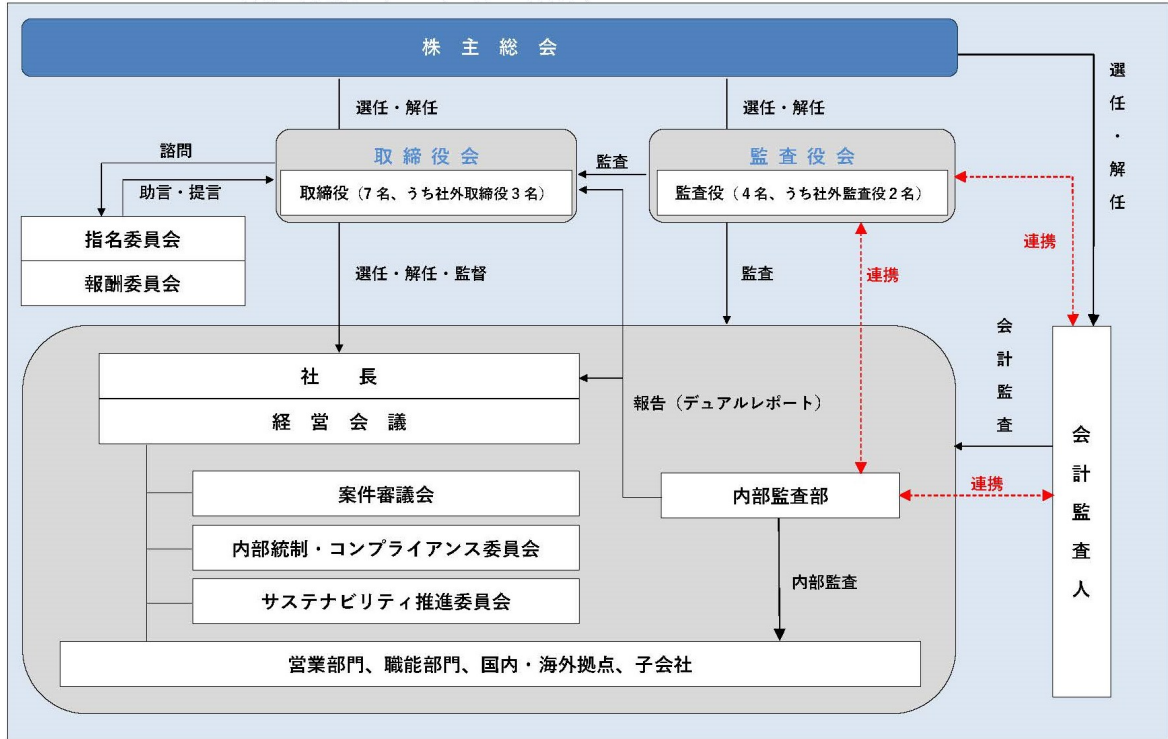 株主総会
選任・解任
選任・解任
選任・解任
諮問
助言・提言
取締役会
取締役（7名、うち社外取締役3名）
監査
監査役会
監査役（4名、うち社外監査役2名）
指名委員会
報酬委員会
選任・解任・監督
監査
連携
連携
会計監査
社　長
経営会議
報告（デュアルレポート）
案件審議会
内部統制・コンプライアンス委員会
サステナビリティ推進委員会
内部監査部
連携
会計監査人
内部監査
営業部門、職能部門、国内・海外拠点、子会社